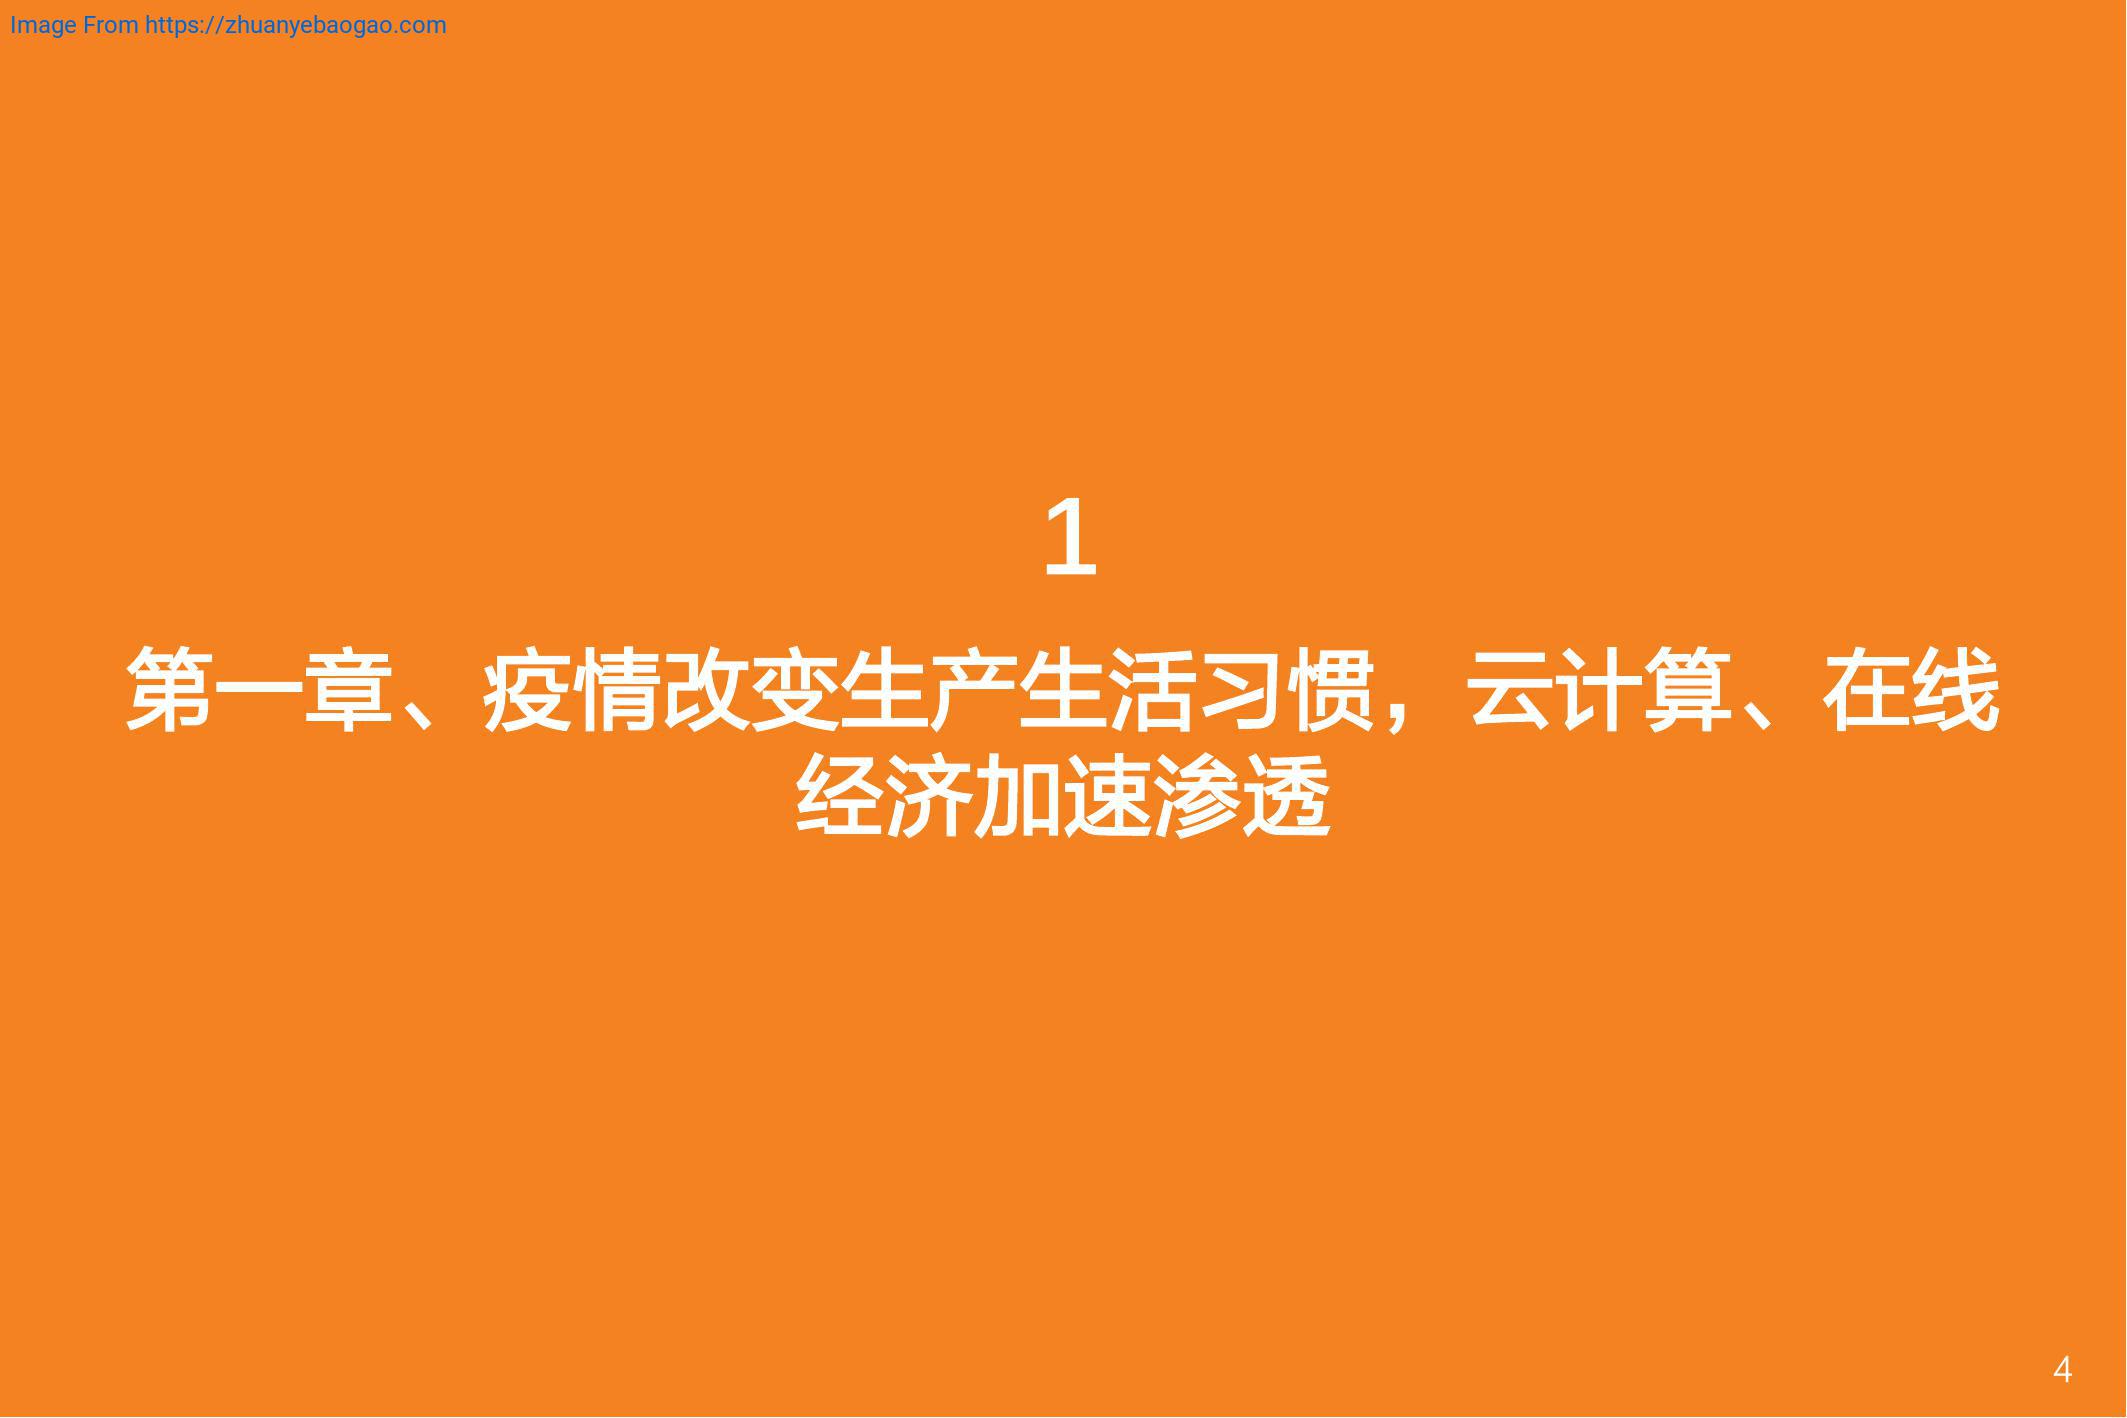 Image From https://zhuanyebaogao.com
1
第一章、疫情改变生产生活习惯，云计算、在线
经济加速渗透
4